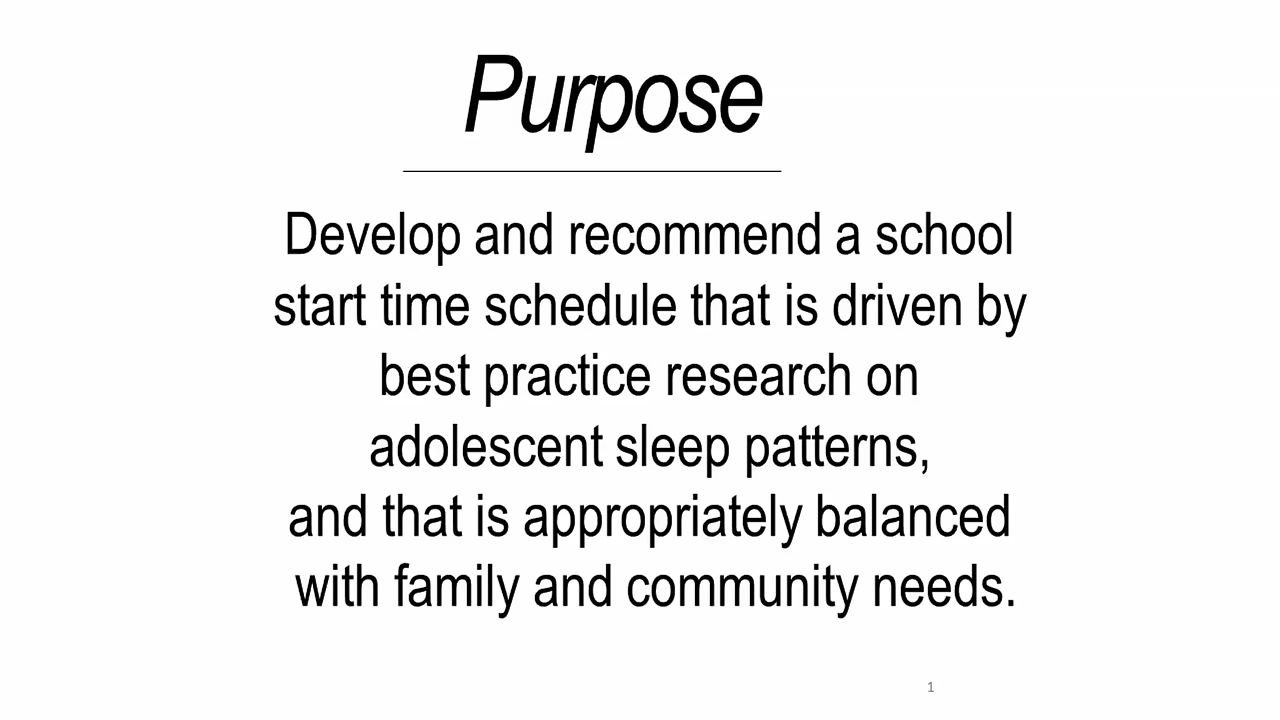 Purpose
Develop and recommend a school
start time schedule that is driven by
best practice research on
adolescent sleep patterns,
and that is appropriately balanced
with family and community needs.
1